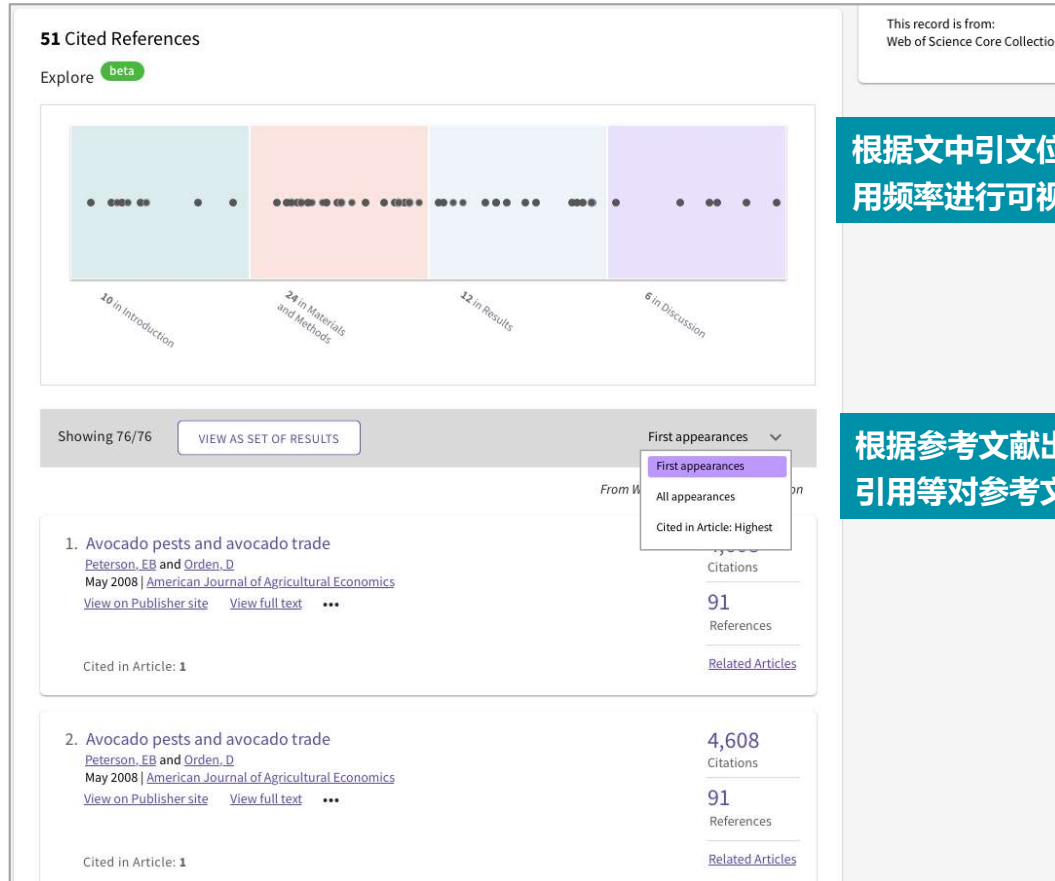 51 Cited References
Explore beta
10 in Introduction
24 in Materials
and Methods
12 in Results
6 in Discussion
Showing 76/76 VIEW AS SET OF RESULTS First appearances
First appearances
All appearances
Cited in Article: Highest
From
1. Avocado pests and avocado trade
Peterson, EB and Orden, D
May 2008 | American Journal of Agricultural Economics
View on Publisher site View full text •••
Cited in Article: 1
Citations
91
References
Related Articles
2. Avocado pests and avocado trade
Peterson, EB and Orden, D
May 2008 | American Journal of Agricultural Economics
View on Publisher site View full text •••
Cited in Article: 1
4,608
Citations
91
References
Related Articles
This record is from:
Web of Science Core Collectio
根据文中引文
用频率进行可
根据参考文献
引用等对参考